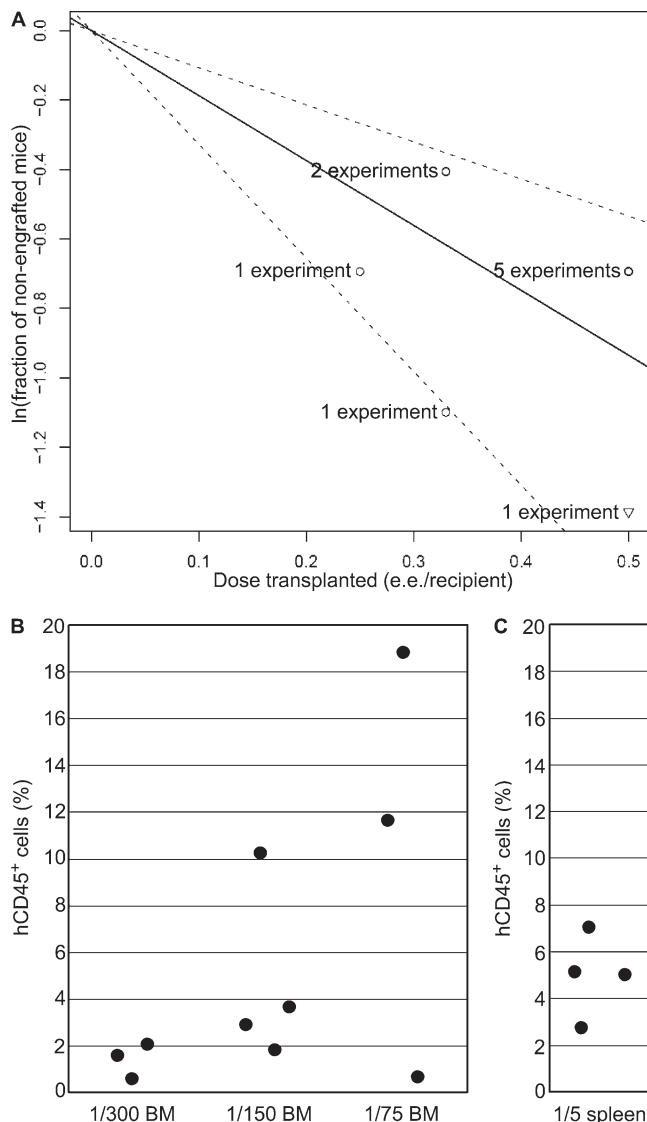 A
0.0
−0.2
−0.4
−0.6
−0.8
−1.0
−1.2
−1.4
ln(fraction of non-engrafted mice)
2 experiments
1 experiment
5 experiments
1 experiment
1 experiment
0.0 0.1 0.2 0.3 0.4 0.5
Dose transplanted (e.e./recipient)
B
20
18
16
14
12
10
8
6
4
2
0
hCD45+ cells (%)
1/300 BM 1/150 BM 1/75 BM
C
20
18
16
14
12
10
8
6
4
2
0
hCD45+ cells (%)
1/5 spleen